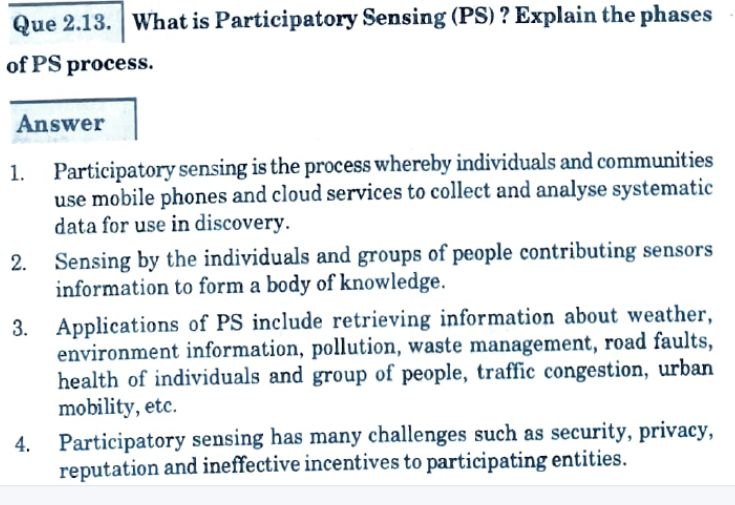 Que 2.13. What is Participatory Sensing (PS) ? Explain the phases
of PS process.
Answer
1. Participatory sensing is the process whereby individuals and communities
use mobile phones and cloud services to collect and analyse systematic
data for use in discovery.
2. Sensing by the individuals and groups of people contributing sensors
information to form a body of knowledge.
3. Applications of PS include retrieving information about weather,
environment information, pollution, waste management, road faults,
health of individuals and group of people, traffic congestion, urban
mobility, etc.
4. Participatory sensing has many challenges such as security, privacy,
reputation and ineffective incentives to participating entities.